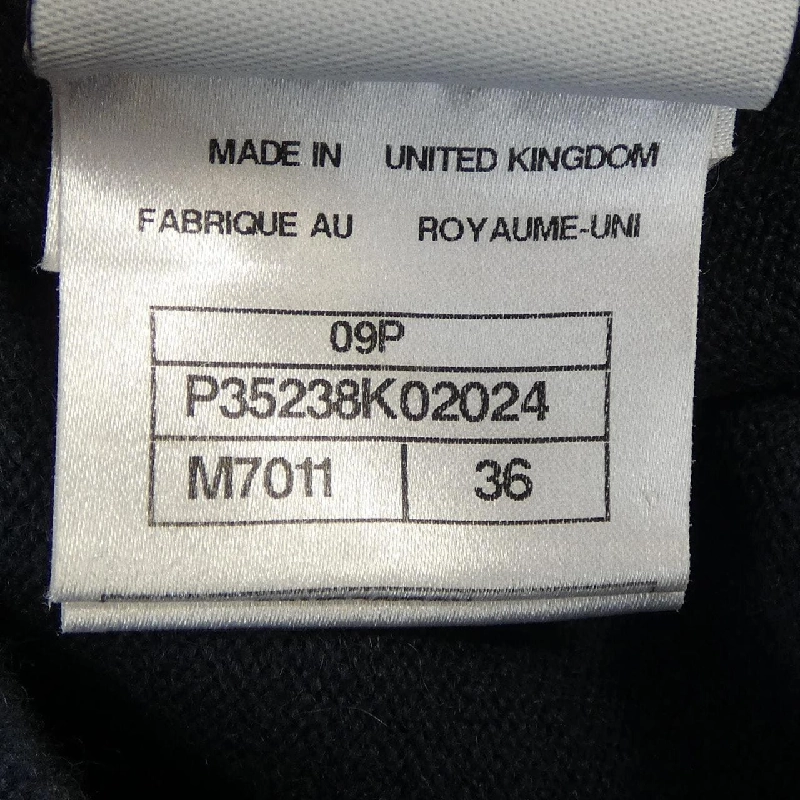 MADE IN UNITED KINGDOM
FABRIQUE AU ROYAUME-UNI
09P
P35238K02024
M7011 36